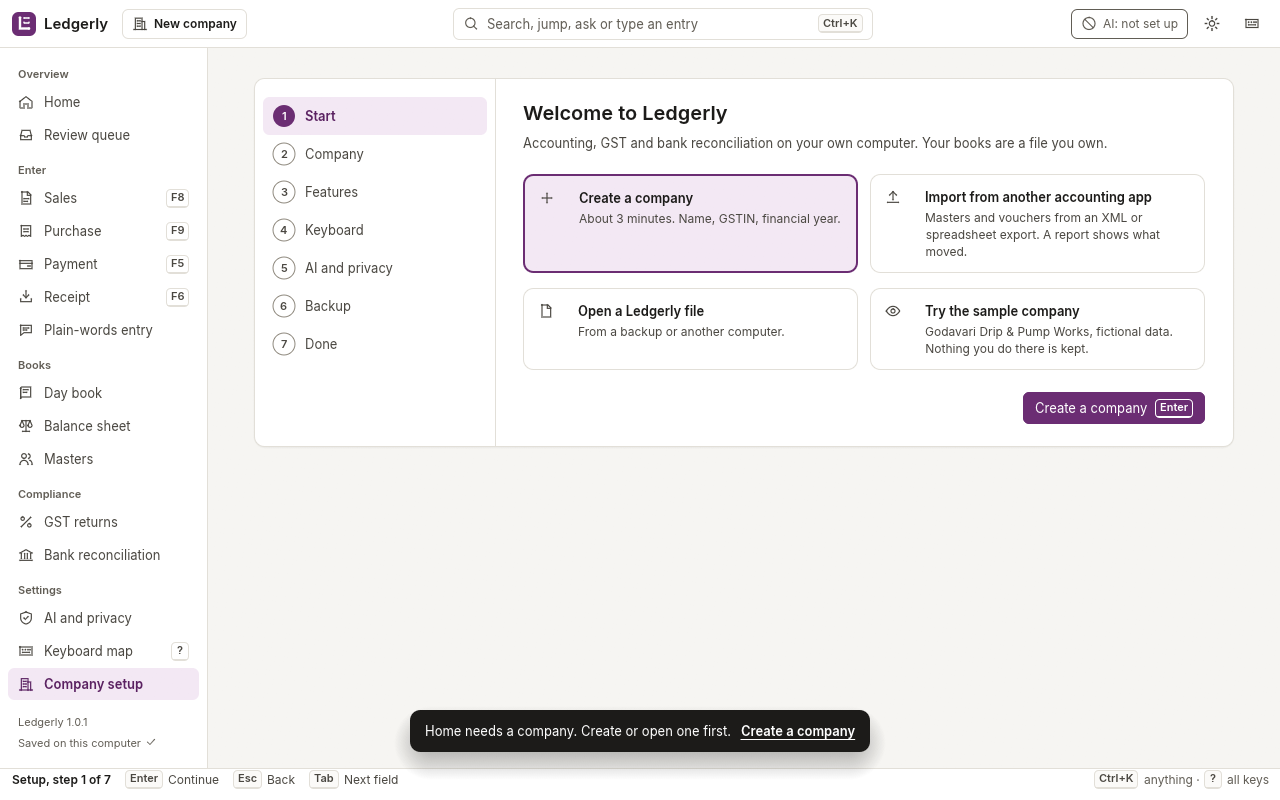 Ledgerly
New company
Search, jump, ask or type an entry
Ctrl+K
AI: not set up
Overview
Home
Review queue
Enter
Sales F8
Purchase F9
Payment F5
Receipt F6
Plain-words entry
Books
Day book
Balance sheet
Masters
Compliance
GST returns
Bank reconciliation
Settings
AI and privacy
Keyboard map ?
Company setup
Ledgerly 1.0.1
Saved on this computer
1 Start
2 Company
3 Features
4 Keyboard
5 AI and privacy
6 Backup
7 Done
Welcome to Ledgerly
Accounting, GST and bank reconciliation on your own computer. Your books are a file you own.
Create a company
About 3 minutes. Name, GSTIN, financial year.
Import from another accounting app
Masters and vouchers from an XML or
spreadsheet export. A report shows what
moved.
Open a Ledgerly file
From a backup or another computer.
Try the sample company
Godavari Drip & Pump Works, fictional data.
Nothing you do there is kept.
Create a company Enter
Home needs a company. Create or open one first. Create a company
Setup, step 1 of 7 Enter Continue Esc Back Tab Next field
Ctrl+K anything · ? all keys